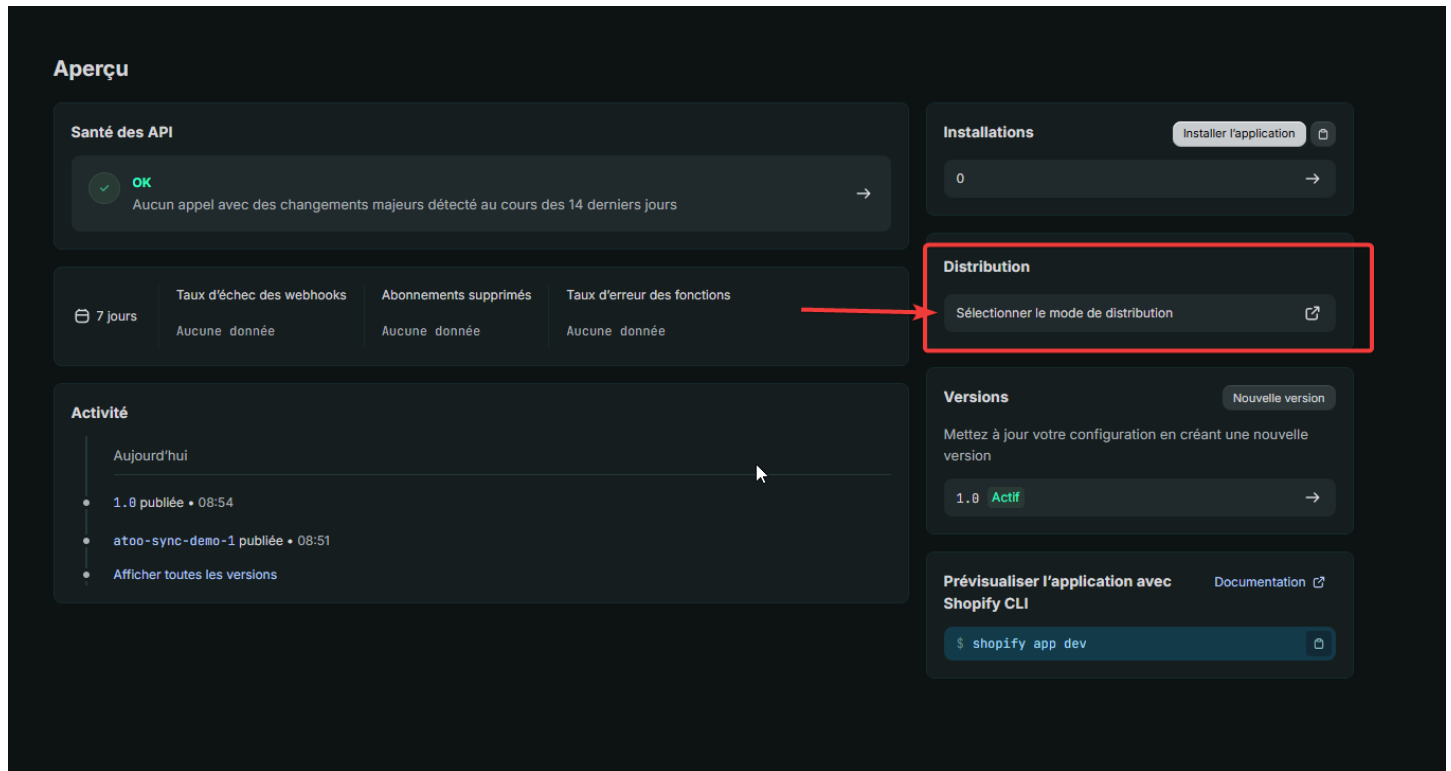 Aperçu
Santé des API
OK
Aucun appel avec des changements majeurs détecté au cours des 14 derniers jours
7 jours
Taux d'échec des webhooks
Aucune donnée
Abonnements supprimés
Aucune donnée
Taux d'erreur des fonctions
Aucune donnée
Activité
Aujourd'hui
1.0 publiée • 08:54
atoo-sync-demo-1 publiée • 08:51
Afficher toutes les versions
Installations
Installer l'application
0
Distribution
Sélectionner le mode de distribution
Versions
Nouvelle version
Mettez à jour votre configuration en créant une nouvelle
version
1.0 Actif
Prévisualiser l'application avec
Shopify CLI
Documentation
$ shopify app dev